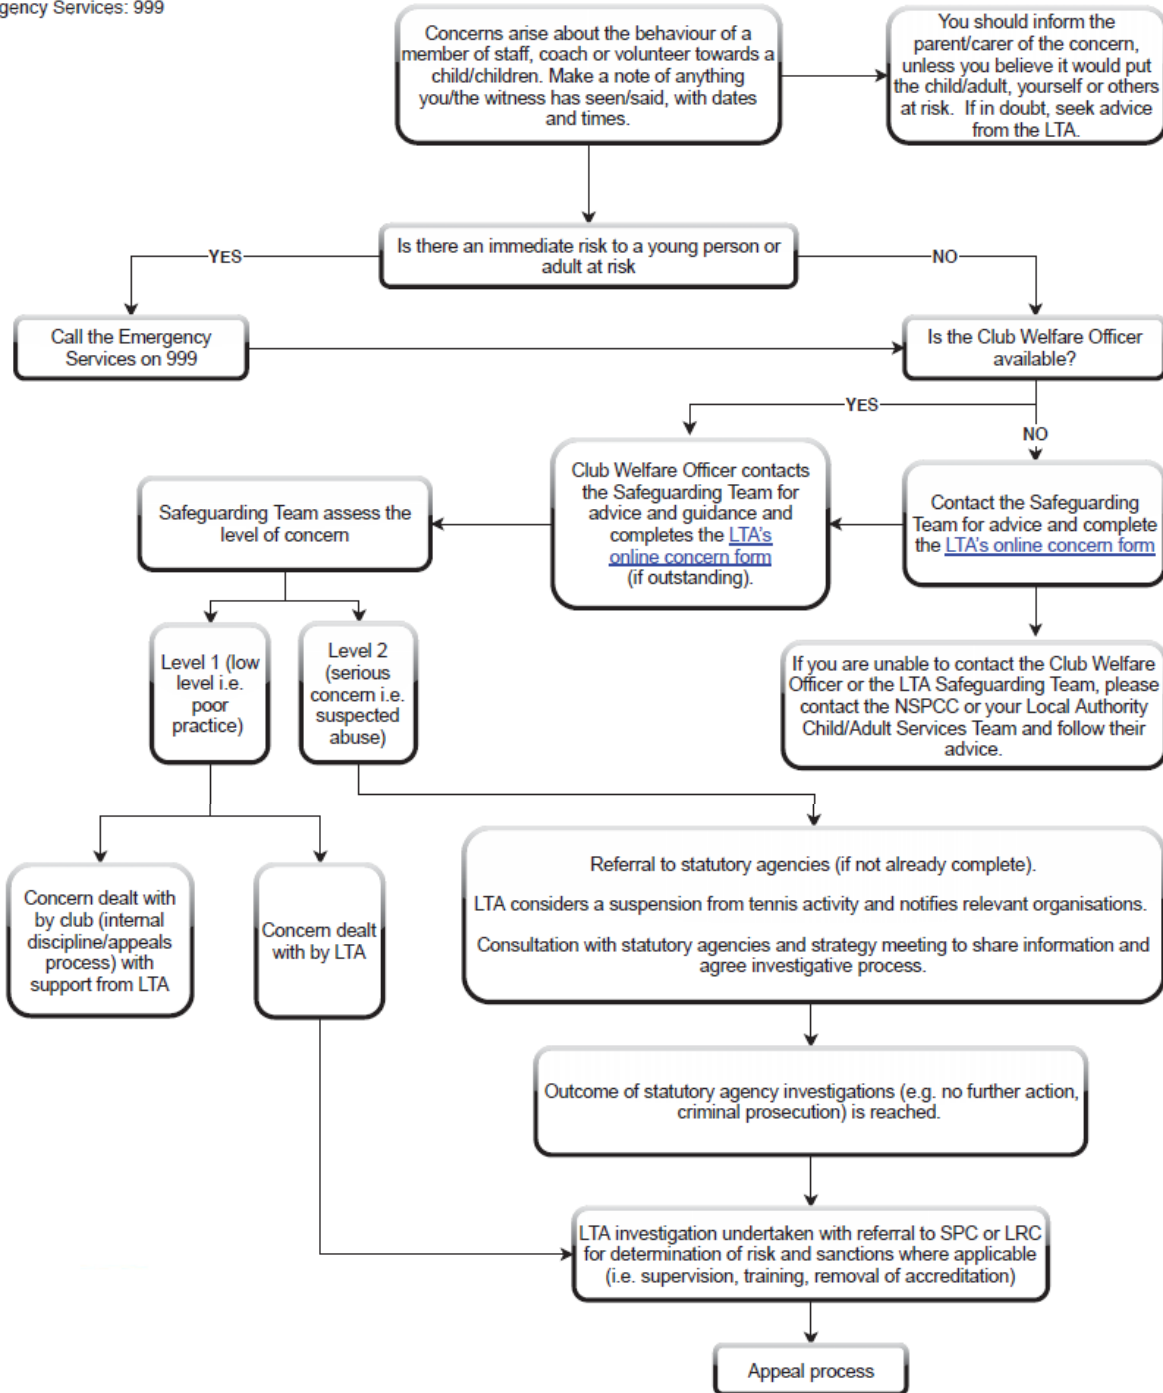 gency Services: 999
Concerns arise about the behaviour of a
member of staff, coach or volunteer towards a
child/children. Make a note of anything
you/the witness has seen/said, with dates
and times.
You should inform the
parent/carer of the concern,
unless you believe it would put
the child/adult, yourself or others
at risk.  If in doubt, seek advice
from the LTA.
Is there an immediate risk to a young person or
adult at risk
YES
NO
Call the Emergency
Services on 999
Is the Club Welfare Officer
available?
YES
NO
Club Welfare Officer contacts
the Safeguarding Team for
advice and guidance and
completes the LTA's
online concern form
(if outstanding).
Contact the Safeguarding
Team for advice and complete
the LTA's online concern form
Safeguarding Team assess the
level of concern
Level 1 (low
level i.e.
poor
practice)
Level 2
(serious
concern i.e.
suspected
abuse)
If you are unable to contact the Club Welfare
Officer or the LTA Safeguarding Team, please
contact the NSPCC or your Local Authority
Child/Adult Services Team and follow their
advice.
Concern dealt with
by club (internal
discipline/appeals
process) with
support from LTA
Concern dealt
with by LTA
Referral to statutory agencies (if not already complete).
LTA considers a suspension from tennis activity and notifies relevant organisations.
Consultation with statutory agencies and strategy meeting to share information and
agree investigative process.
Outcome of statutory agency investigations (e.g. no further action,
criminal prosecution) is reached.
LTA investigation undertaken with referral to SPC or LRC
for determination of risk and sanctions where applicable
(i.e. supervision, training, removal of accreditation)
Appeal process